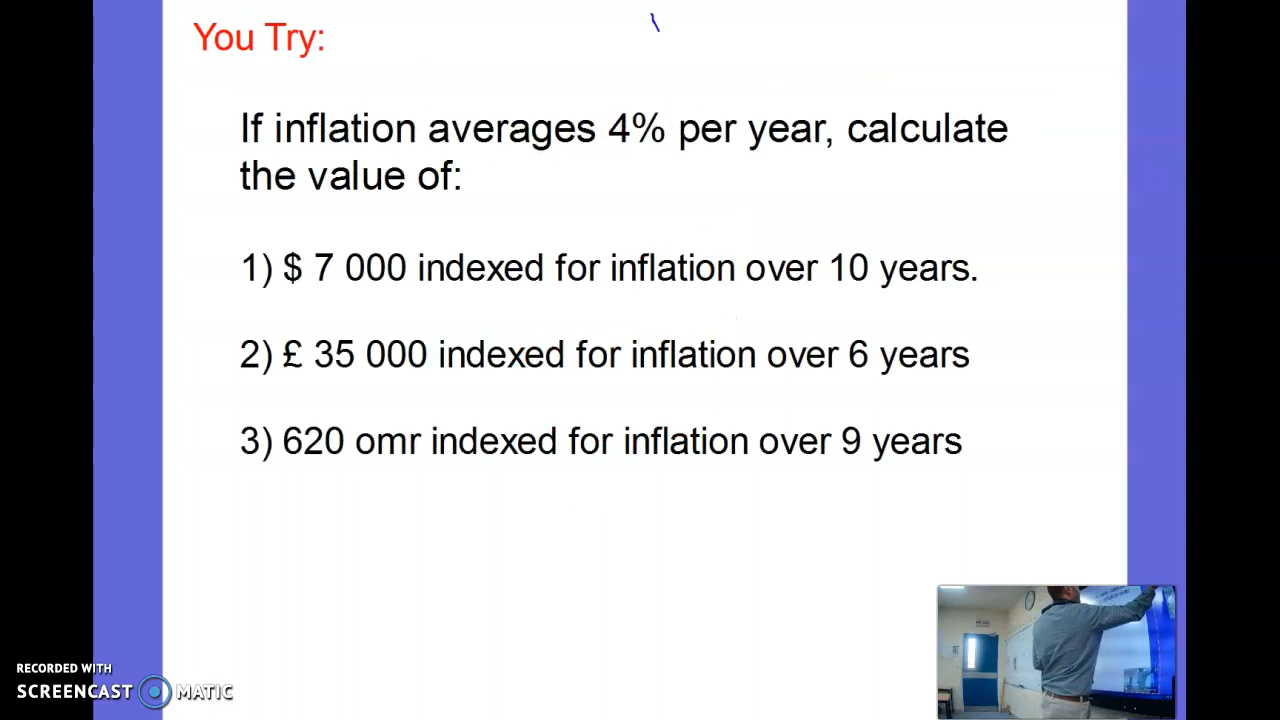 You Try:
If inflation averages 4% per year, calculate
the value of:
1) $ 7 000 indexed for inflation over 10 years.
2) £ 35 000 indexed for inflation over 6 years
3) 620 omr indexed for inflation over 9 years
RECORDED WITH
SCREENCAST MATIC